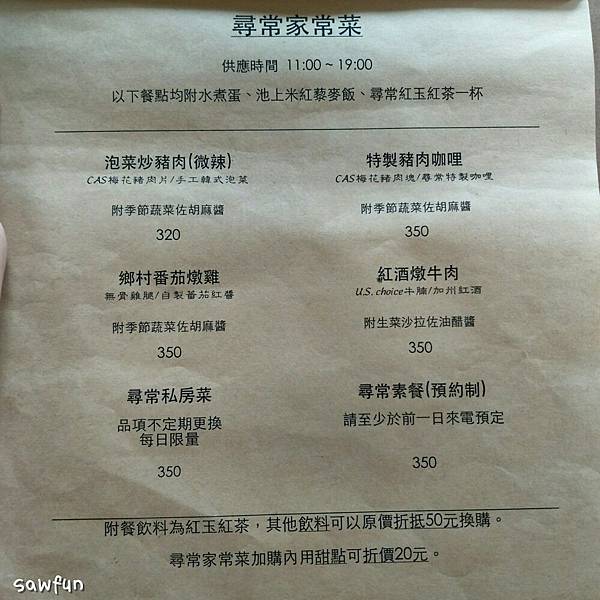 尋常家常菜
供應時間 11:00 ~ 19:00
以下餐點均附水煮蛋、池上米紅藜麥飯、尋常紅玉紅茶一杯
泡菜炒豬肉(微辣)
CAS梅花豬肉片/手工韓式泡菜
附季節蔬菜佐胡麻醬
320
特製豬肉咖哩
CAS梅花豬肉塊/尋常特製咖哩
附季節蔬菜佐胡麻醬
350
鄉村番茄燉雞
無骨雞腿/自製番茄紅醬
附季節蔬菜佐胡麻醬
350
紅酒燉牛肉
U.S. choice牛腩/加州紅酒
附生菜沙拉佐油醋醬
350
尋常私房菜
品項不定期更換
每日限量
350
尋常素餐(預約制)
請至少於前一日來電預定
350
附餐飲料為紅玉紅茶，其他飲料可以原價折抵50元換購。
尋常家常菜加購內用甜點可折價20元。
sawfun